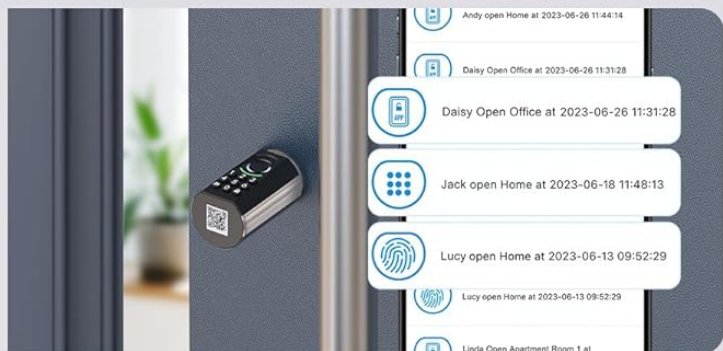 Andy open Home at 2023-06-26 11:44:14
Daisy Open Office at 2023-06-26 11:31:28
APP
Daisy Open Office at 2023-06-26 11:31:28
Jack open Home at 2023-06-18 11:48:13
Lucy open Home at 2023-06-13 09:52:29
Lucy open Home at 2023-06-13 09:52:29
Linda Open Apartment Room 1 at